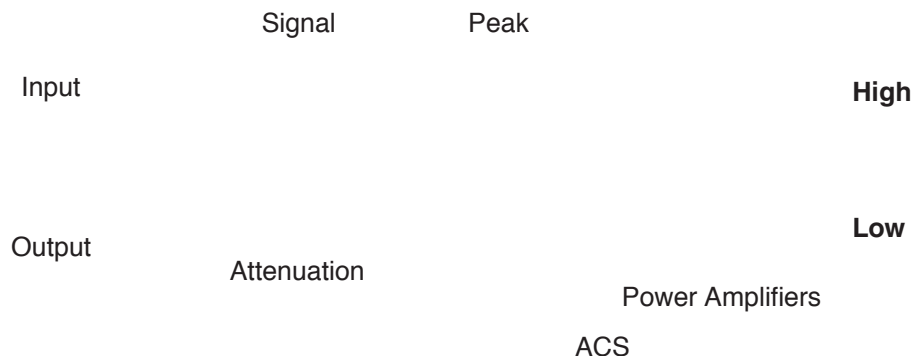 Signal Peak
Input
High
Low
Output
Attenuation
Power Amplifiers
ACS